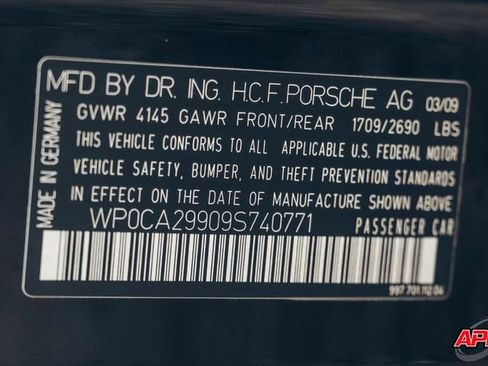 MFD BY DR. ING. H.C.F. PORSCHE AG 03/09
GVWR 4145 GAWR FRONT/REAR 1709/2690 LBS
THIS VEHICLE CONFORMS TO ALL APPLICABLE U.S. FEDERAL MOTOR
VEHICLE SAFETY, BUMPER, AND THEFT PREVENTION STANDARDS
IN EFFECT ON THE DATE OF MANUFACTURE SHOWN ABOVE
WP0CA29909S740771 PASSENGER CAR
MADE IN GERMANY
997.701.112.04